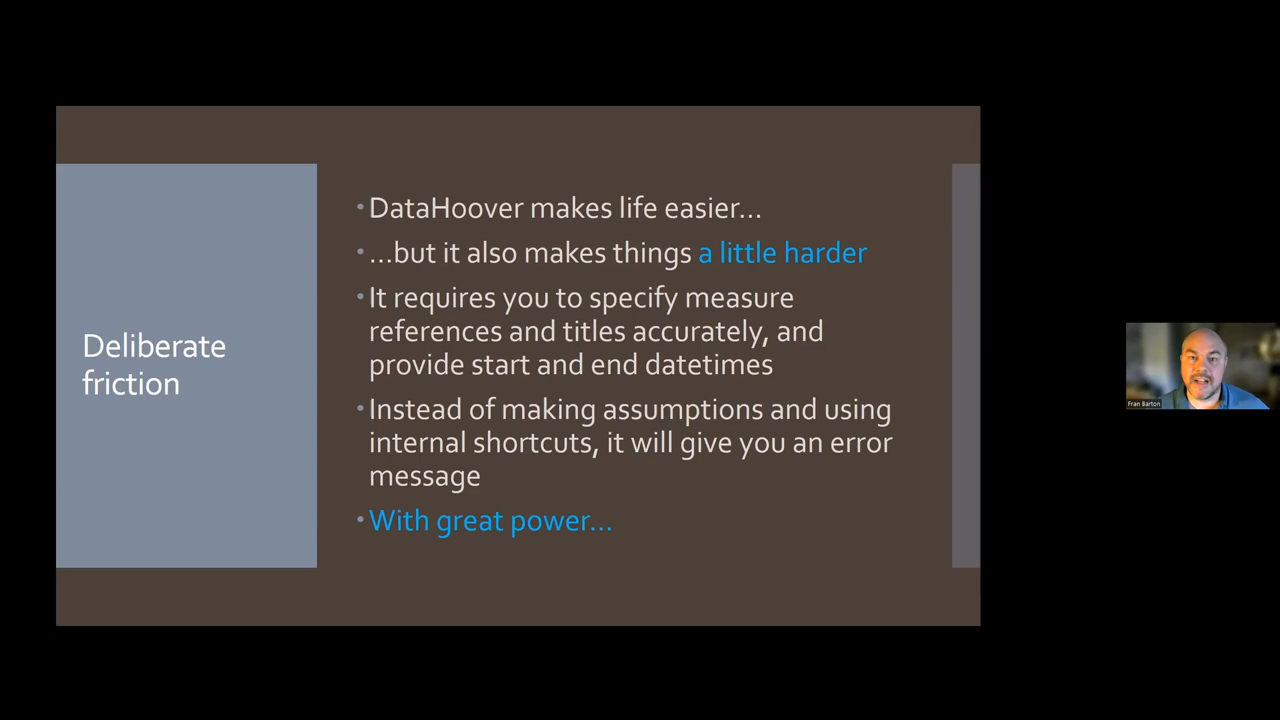 Deliberate
friction
• DataHoover makes life easier…
• …but it also makes things a little harder
• It requires you to specify measure
references and titles accurately, and
provide start and end datetimes
• Instead of making assumptions and using
internal shortcuts, it will give you an error
message
• With great power…
Fran Barton